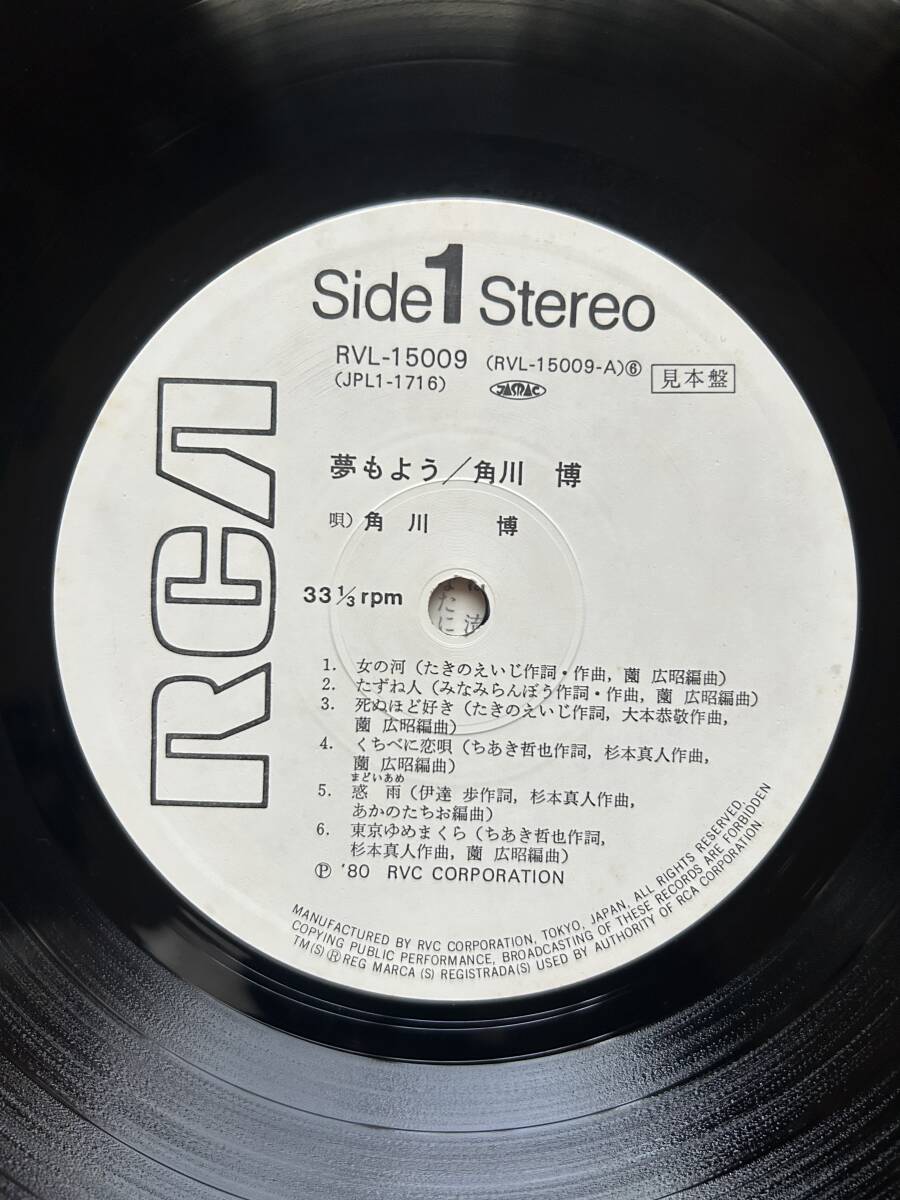 Side 1 Stereo
RVL-15009 (RVL-15009-A)⑥
(JPL1-1716) JASRAC 見本盤
RCA
夢もよう／角川 博
唄) 角川 博
33 1/3 rpm
1. 女の河（たきのえいじ作詞・作曲, 薗 広昭編曲）
2. たずね人（みなみらんぼう作詞・作曲, 薗 広昭編曲）
3. 死ぬほど好き（たきのえいじ作詞, 大本恭敬作曲,
薗 広昭編曲）
4. くちべに恋唄（ちあき哲也作詞, 杉本真人作曲,
薗 広昭編曲）
まどいあめ
5. 惑 雨（伊達 歩作詞, 杉本真人作曲,
あかのたちお編曲）
6. 東京ゆめまくら（ちあき哲也作詞,
杉本真人作曲, 薗 広昭編曲）
Ⓟ '80 RVC CORPORATION
MANUFACTURED BY RVC CORPORATION, TOKYO, JAPAN, ALL RIGHTS RESERVED,
COPYING PUBLIC PERFORMANCE, BROADCASTING OF THESE RECORDS ARE FORBIDDEN
TM(S) ® REG MARCA (S) REGISTRADA(S) USED BY AUTHORITY OF RCA CORPORATION.